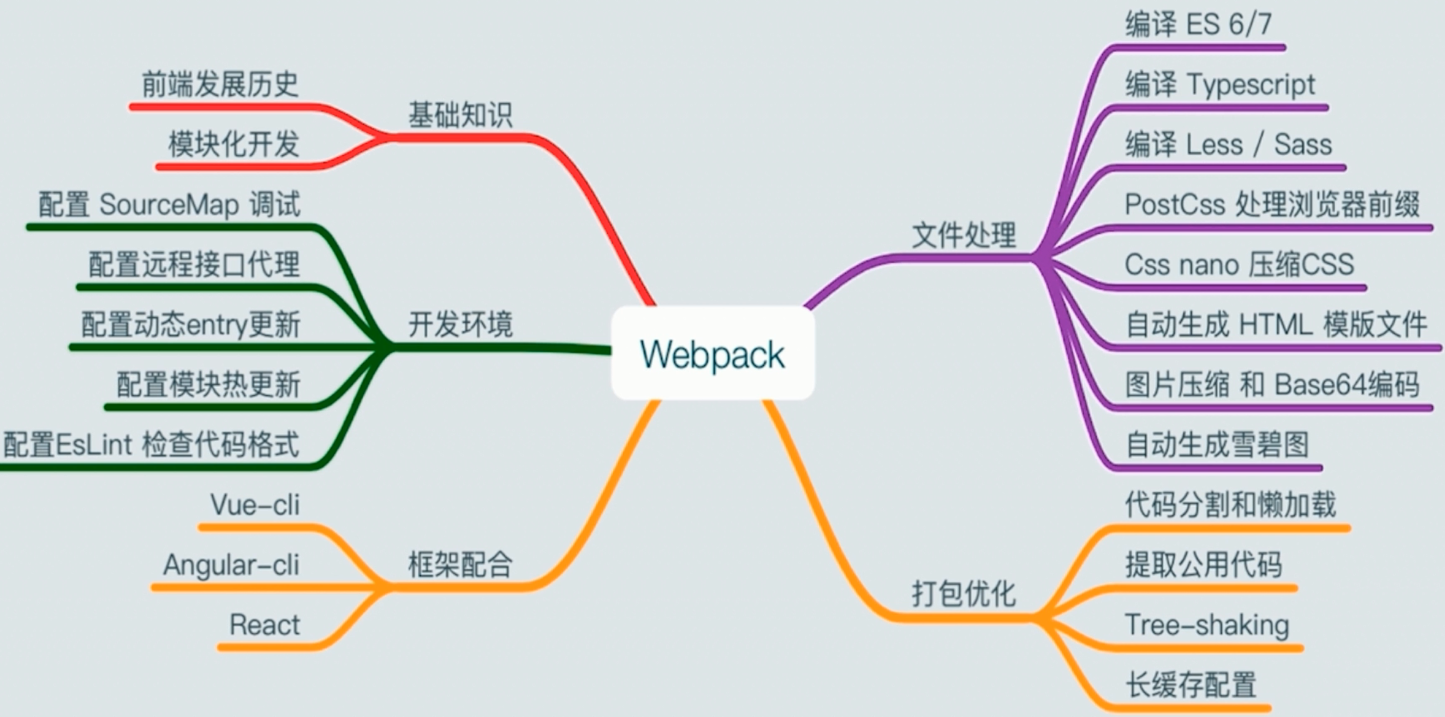 Webpack
基础知识
前端发展历史
模块化开发
开发环境
配置 SourceMap 调试
配置远程接口代理
配置动态entry更新
配置模块热更新
配置EsLint 检查代码格式
框架配合
Vue-cli
Angular-cli
React
文件处理
编译 ES 6/7
编译 Typescript
编译 Less / Sass
PostCss 处理浏览器前缀
Css nano 压缩CSS
自动生成 HTML 模版文件
图片压缩 和 Base64编码
自动生成雪碧图
打包优化
代码分割和懒加载
提取公用代码
Tree-shaking
长缓存配置